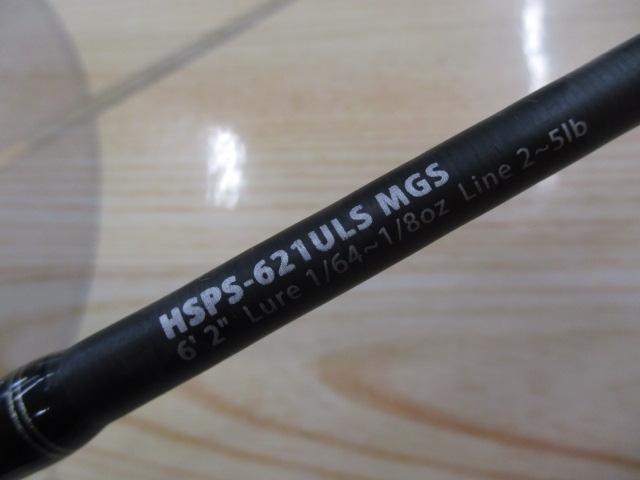 HSPS-621ULS MGS
6' 2" Lure 1/64~1/8oz Line 2~5lb